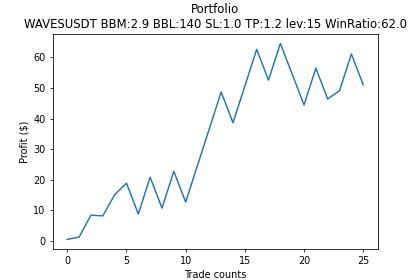 Portfolio
WAVESUSDT BBM:2.9 BBL:140 SL:1.0 TP:1.2 lev:15 WinRatio:62.0
60
50
40
30
20
10
0
Profit ($)
0 5 10 15 20 25
Trade counts